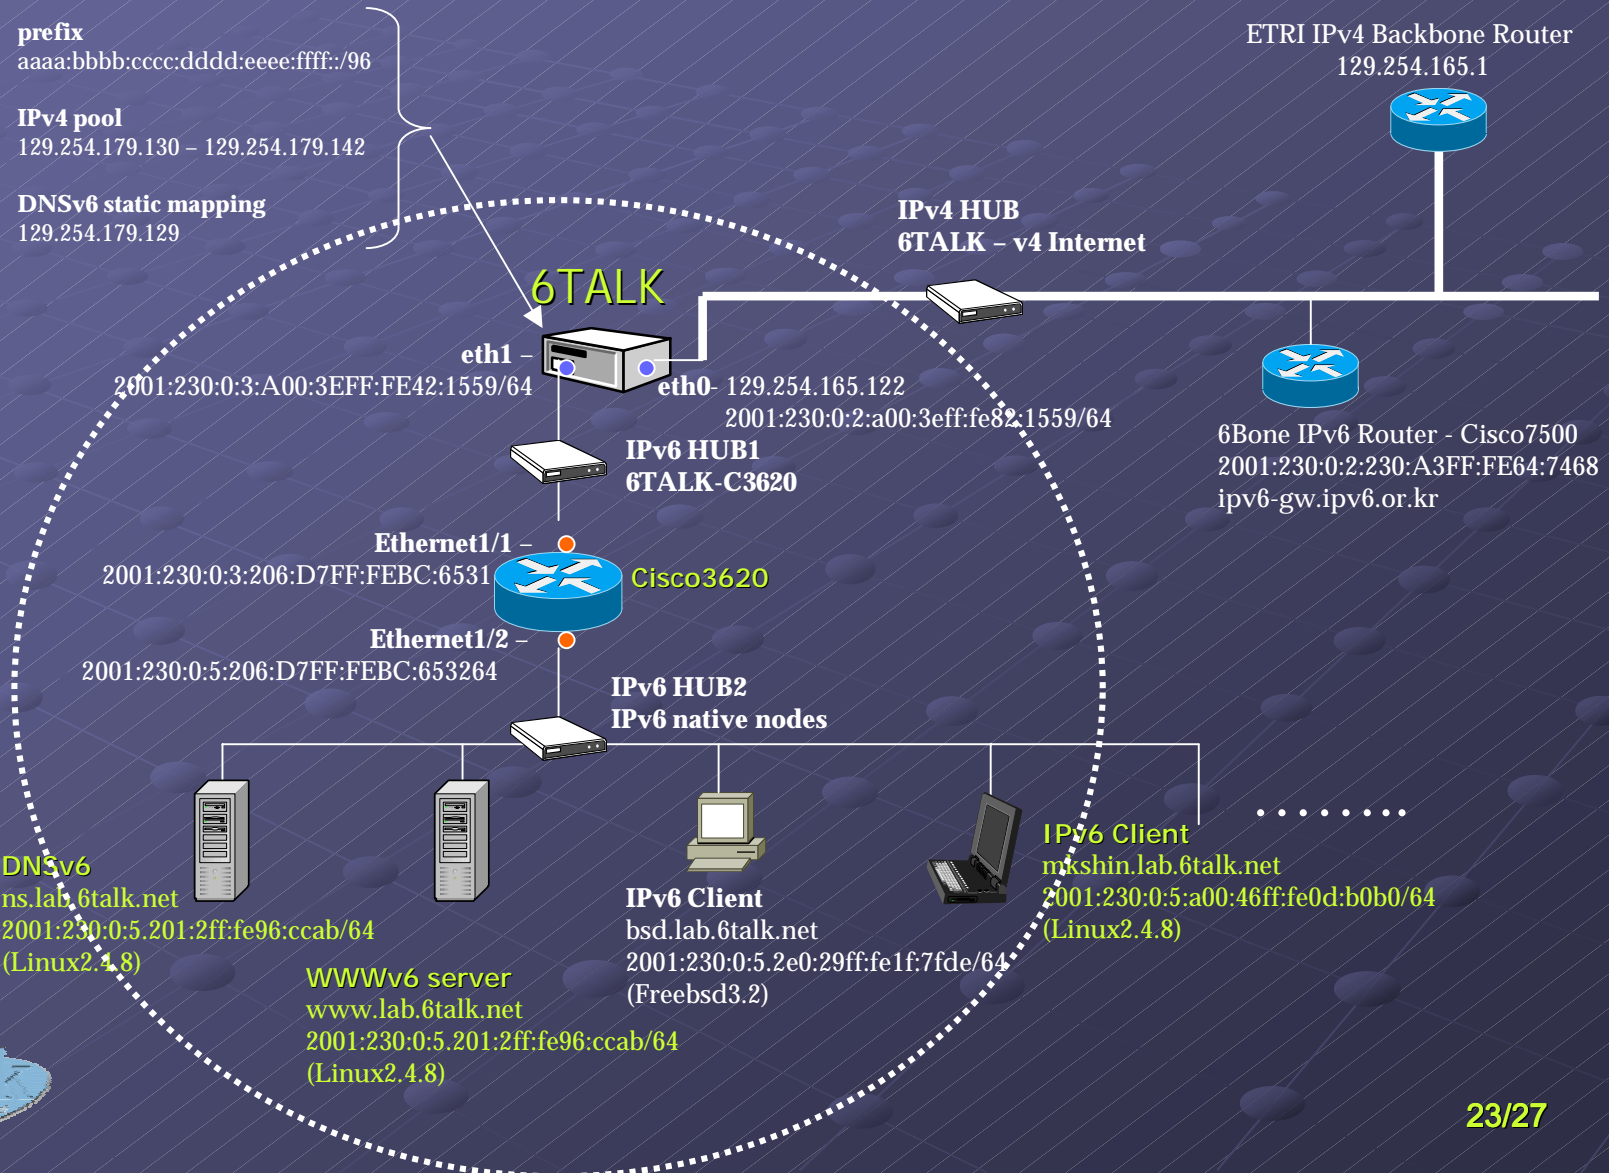 prefix
aaaa:bbbb:cccc:dddd:eeee:ffff::/96
IPv4 pool
129.254.179.130 – 129.254.179.142
DNSv6 static mapping
129.254.179.129
ETRI IPv4 Backbone Router
129.254.165.1
IPv4 HUB
6TALK – v4 Internet
6TALK
eth1 –
2001:230:0:3:A00:3EFF:FE42:1559/64
eth0- 129.254.165.122
2001:230:0:2:a00:3eff:fe82:1559/64
6Bone IPv6 Router - Cisco7500
2001:230:0:2:230:A3FF:FE64:7468
ipv6-gw.ipv6.or.kr
IPv6 HUB1
6TALK-C3620
Ethernet1/1 –
2001:230:0:3:206:D7FF:FEBC:6531
Cisco3620
Ethernet1/2 –
2001:230:0:5:206:D7FF:FEBC:653264
IPv6 HUB2
IPv6 native nodes
DNSv6
ns.lab.6talk.net
2001:230:0:5.201:2ff:fe96:ccab/64
(Linux2.4.8)
WWWv6 server
www.lab.6talk.net
2001:230:0:5.201:2ff:fe96:ccab/64
(Linux2.4.8)
IPv6 Client
bsd.lab.6talk.net
2001:230:0:5.2e0:29ff:fe1f:7fde/64
(Freebsd3.2)
IPv6 Client
mkshin.lab.6talk.net
2001:230:0:5:a00:46ff:fe0d:b0b0/64
(Linux2.4.8)
........
23/27